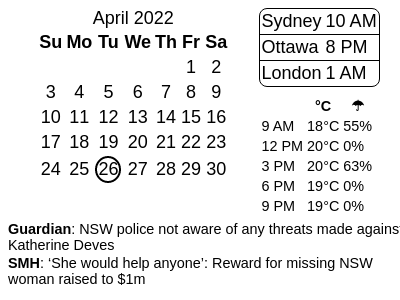 April 2022
Su Mo Tu We Th Fr Sa
1 2
3 4 5 6 7 8 9
10 11 12 13 14 15 16
17 18 19 20 21 22 23
24 25 26 27 28 29 30
Sydney 10 AM
Ottawa 8 PM
London 1 AM
°C ☂
9 AM 18°C 55%
12 PM 20°C 0%
3 PM 20°C 63%
6 PM 19°C 0%
9 PM 19°C 0%
Guardian: NSW police not aware of any threats made against
Katherine Deves
SMH: ‘She would help anyone’: Reward for missing NSW
woman raised to $1m